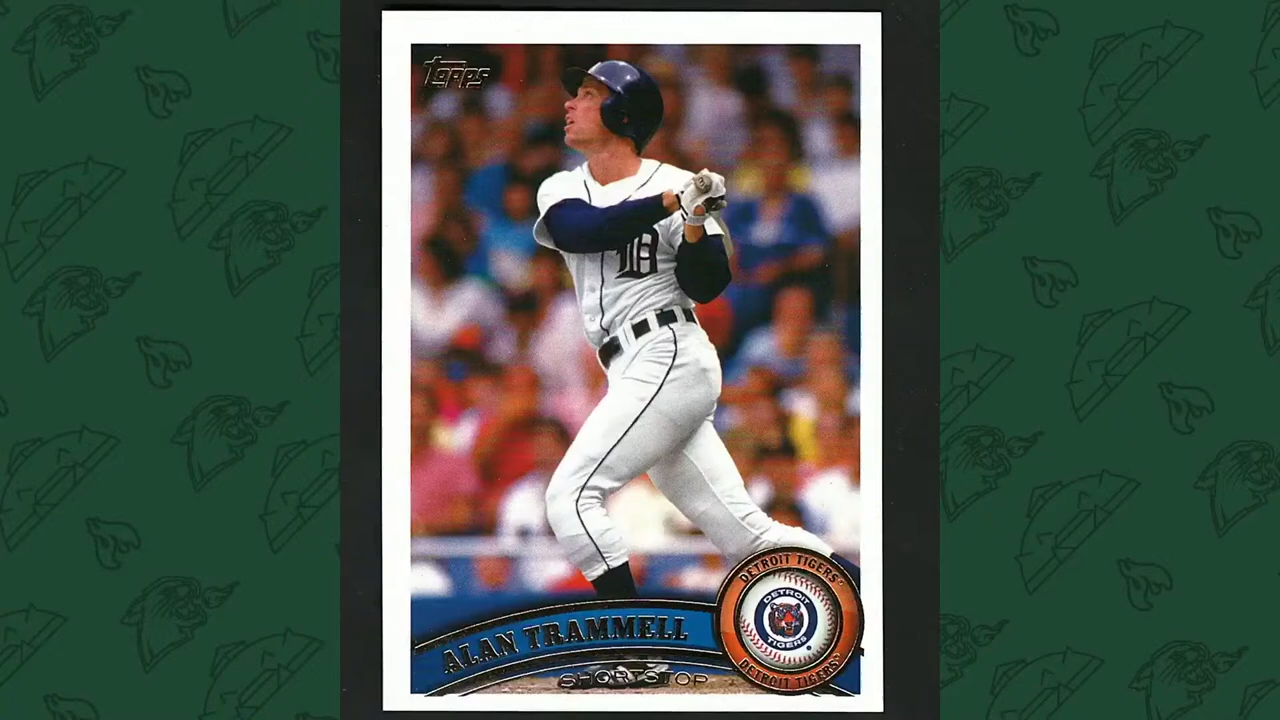 Topps
DETROIT TIGERS
DETROIT
TIGERS
ALAN TRAMMELL
SHORTSTOP
DETROIT TIGERS